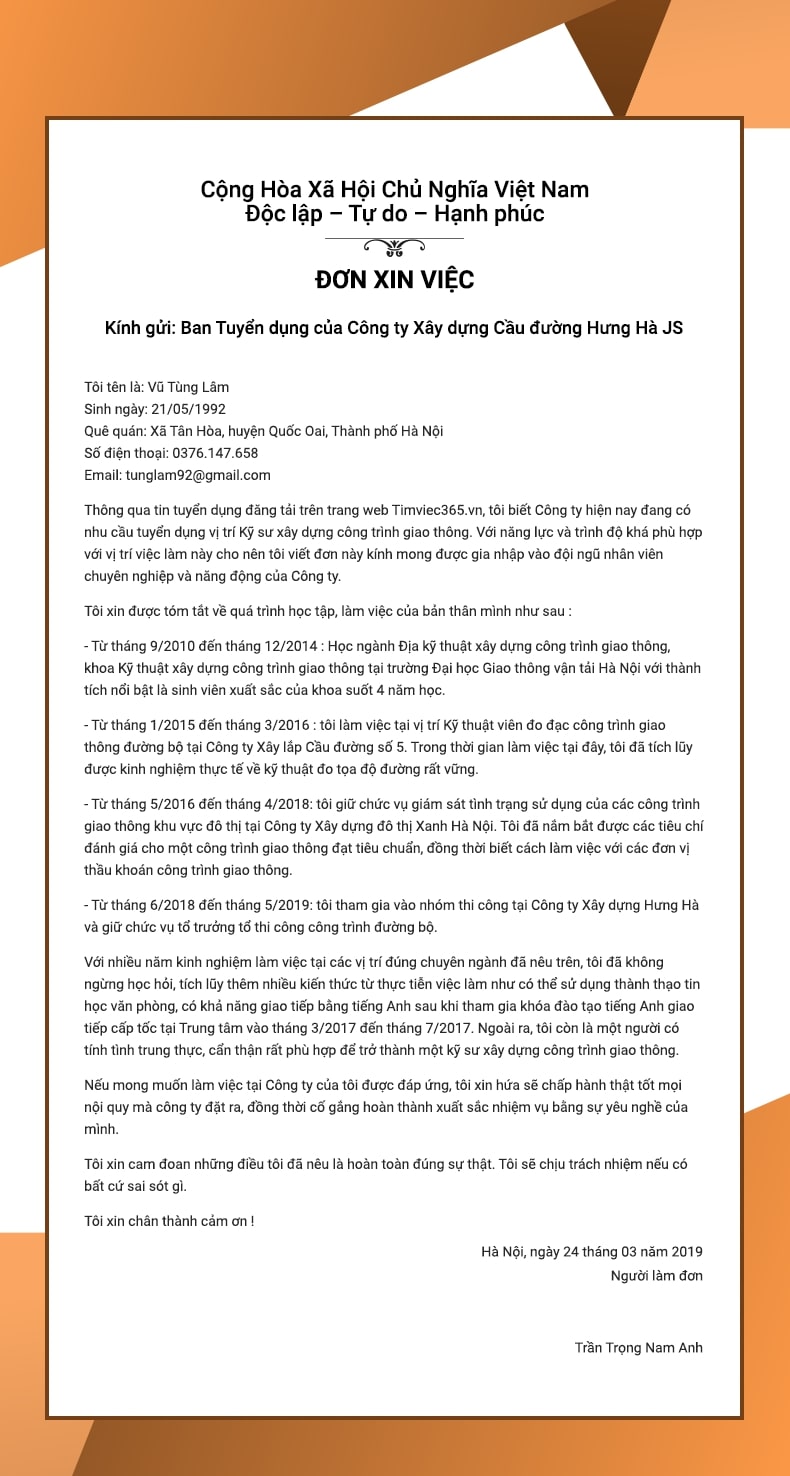 Cộng Hòa Xã Hội Chủ Nghĩa Việt Nam
Độc lập – Tự do – Hạnh phúc
ĐƠN XIN VIỆC
Kính gửi: Ban Tuyển dụng của Công ty Xây dựng Cầu đường Hưng Hà JS
Tôi tên là: Vũ Tùng Lâm
Sinh ngày: 21/05/1992
Quê quán: Xã Tân Hòa, huyện Quốc Oai, Thành phố Hà Nội
Số điện thoại: 0376.147.658
Email: tunglam92@gmail.com
Thông qua tin tuyển dụng đăng tải trên trang web Timviec365.vn, tôi biết Công ty hiện nay đang có
nhu cầu tuyển dụng vị trí Kỹ sư xây dựng công trình giao thông. Với năng lực và trình độ khá phù hợp
với vị trí việc làm này cho nên tôi viết đơn này kính mong được gia nhập vào đội ngũ nhân viên
chuyên nghiệp và năng động của Công ty.
Tôi xin được tóm tắt về quá trình học tập, làm việc của bản thân mình như sau :
- Từ tháng 9/2010 đến tháng 12/2014 : Học ngành Địa kỹ thuật xây dựng công trình giao thông,
khoa Kỹ thuật xây dựng công trình giao thông tại trường Đại học Giao thông vận tải Hà Nội với thành
tích nổi bật là sinh viên xuất sắc của khoa suốt 4 năm học.
- Từ tháng 1/2015 đến tháng 3/2016 : tôi làm việc tại vị trí Kỹ thuật viên đo đạc công trình giao
thông đường bộ tại Công ty Xây lắp Cầu đường số 5. Trong thời gian làm việc tại đây, tôi đã tích lũy
được kinh nghiệm thực tế về kỹ thuật đo tọa độ đường rất vững.
- Từ tháng 5/2016 đến tháng 4/2018: tôi giữ chức vụ giám sát tình trạng sử dụng của các công trình
giao thông khu vực đô thị tại Công ty Xây dựng đô thị Xanh Hà Nội. Tôi đã nắm bắt được các tiêu chí
đánh giá cho một công trình giao thông đạt tiêu chuẩn, đồng thời biết cách làm việc với các đơn vị
thầu khoán công trình giao thông.
- Từ tháng 6/2018 đến tháng 5/2019: tôi tham gia vào nhóm thi công tại Công ty Xây dựng Hưng Hà
và giữ chức vụ tổ trưởng tổ thi công công trình đường bộ.
Với nhiều năm kinh nghiệm làm việc tại các vị trí đúng chuyên ngành đã nêu trên, tôi đã không
ngừng học hỏi, tích lũy thêm nhiều kiến thức từ thực tiễn việc làm như có thể sử dụng thành thạo tin
học văn phòng, có khả năng giao tiếp bằng tiếng Anh sau khi tham gia khóa đào tạo tiếng Anh giao
tiếp cấp tốc tại Trung tâm vào tháng 3/2017 đến tháng 7/2017. Ngoài ra, tôi còn là một người có
tính tình trung thực, cẩn thận rất phù hợp để trở thành một kỹ sư xây dựng công trình giao thông.
Nếu mong muốn làm việc tại Công ty của tôi được đáp ứng, tôi xin hứa sẽ chấp hành thật tốt mọi
nội quy mà công ty đặt ra, đồng thời cố gắng hoàn thành xuất sắc nhiệm vụ bằng sự yêu nghề của
mình.
Tôi xin cam đoan những điều tôi đã nêu là hoàn toàn đúng sự thật. Tôi sẽ chịu trách nhiệm nếu có
bất cứ sai sót gì.
Tôi xin chân thành cảm ơn !
Hà Nội, ngày 24 tháng 03 năm 2019
Người làm đơn
Trần Trọng Nam Anh